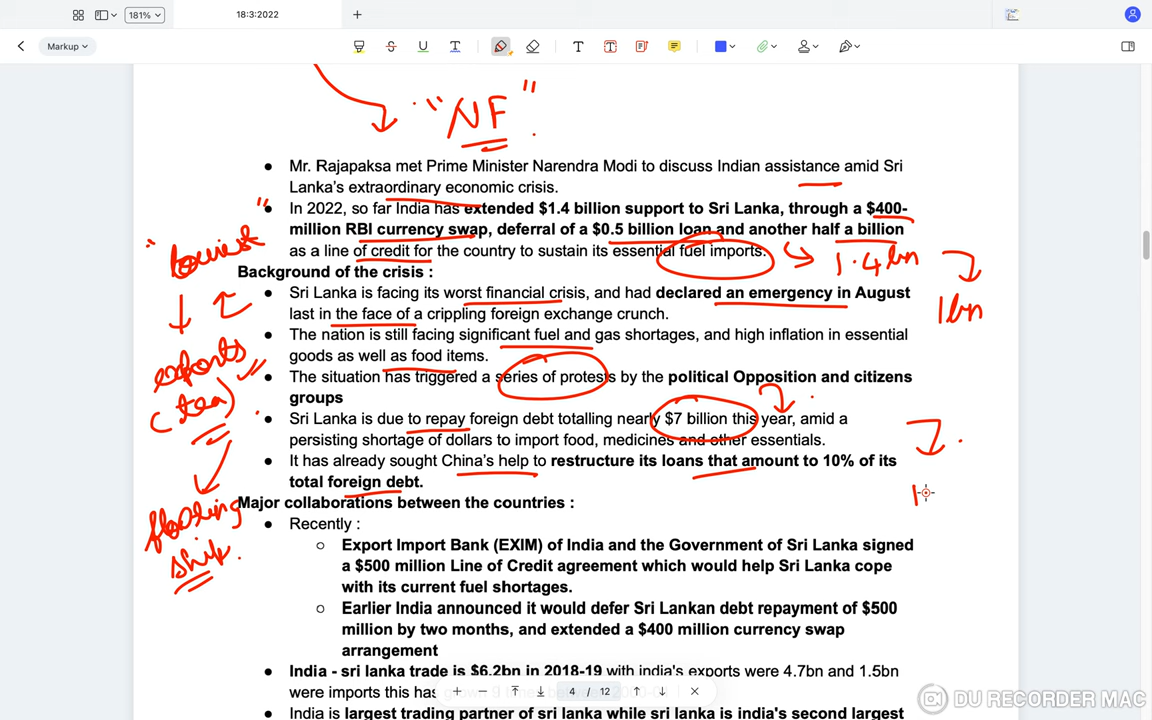 181%
18:3:2022
Markup
"NF"
Mr. Rajapaksa met Prime Minister Narendra Modi to discuss Indian assistance amid Sri
Lanka's extraordinary economic crisis.
In 2022, so far India has extended $1.4 billion support to Sri Lanka, through a $400-
million RBI currency swap, deferral of a $0.5 billion loan and another half a billion
as a line of credit for the country to sustain its essential fuel imports.
1.4bn
1bn
tourist
exports
(tea)
floating
ship.
Background of the crisis :
Sri Lanka is facing its worst financial crisis, and had declared an emergency in August
last in the face of a crippling foreign exchange crunch.
The nation is still facing significant fuel and gas shortages, and high inflation in essential
goods as well as food items.
The situation has triggered a series of protests by the political Opposition and citizens
groups
Sri Lanka is due to repay foreign debt totalling nearly $7 billion this year, amid a
persisting shortage of dollars to import food, medicines and other essentials.
It has already sought China's help to restructure its loans that amount to 10% of its
total foreign debt.
Major collaborations between the countries :
Recently :
Export Import Bank (EXIM) of India and the Government of Sri Lanka signed
a $500 million Line of Credit agreement which would help Sri Lanka cope
with its current fuel shortages.
Earlier India announced it would defer Sri Lankan debt repayment of $500
million by two months, and extended a $400 million currency swap
arrangement
India - sri lanka trade is $6.2bn in 2018-19 with india's exports were 4.7bn and 1.5bn
were imports this has
4 / 12
India is largest trading partner of sri lanka while sri lanka is india's second largest
DU RECORDER MAC